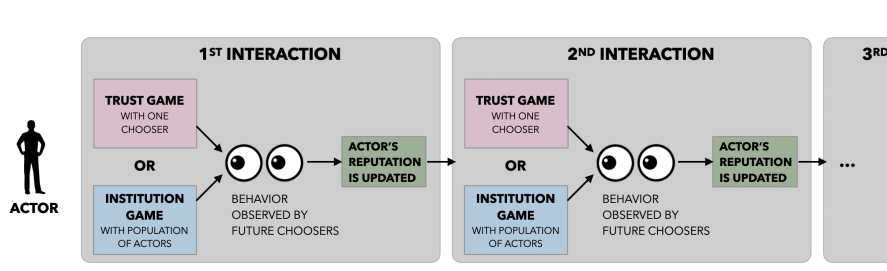 1ST INTERACTION
TRUST GAME
WITH ONE
CHOOSER
OR
INSTITUTION
GAME
WITH POPULATION
OF ACTORS
BEHAVIOR
OBSERVED BY
FUTURE CHOOSERS
ACTOR'S
REPUTATION
IS UPDATED
2ND INTERACTION
TRUST GAME
WITH ONE
CHOOSER
OR
INSTITUTION
GAME
WITH POPULATION
OF ACTORS
BEHAVIOR
OBSERVED BY
FUTURE CHOOSERS
ACTOR'S
REPUTATION
IS UPDATED
3RD
...
ACTOR